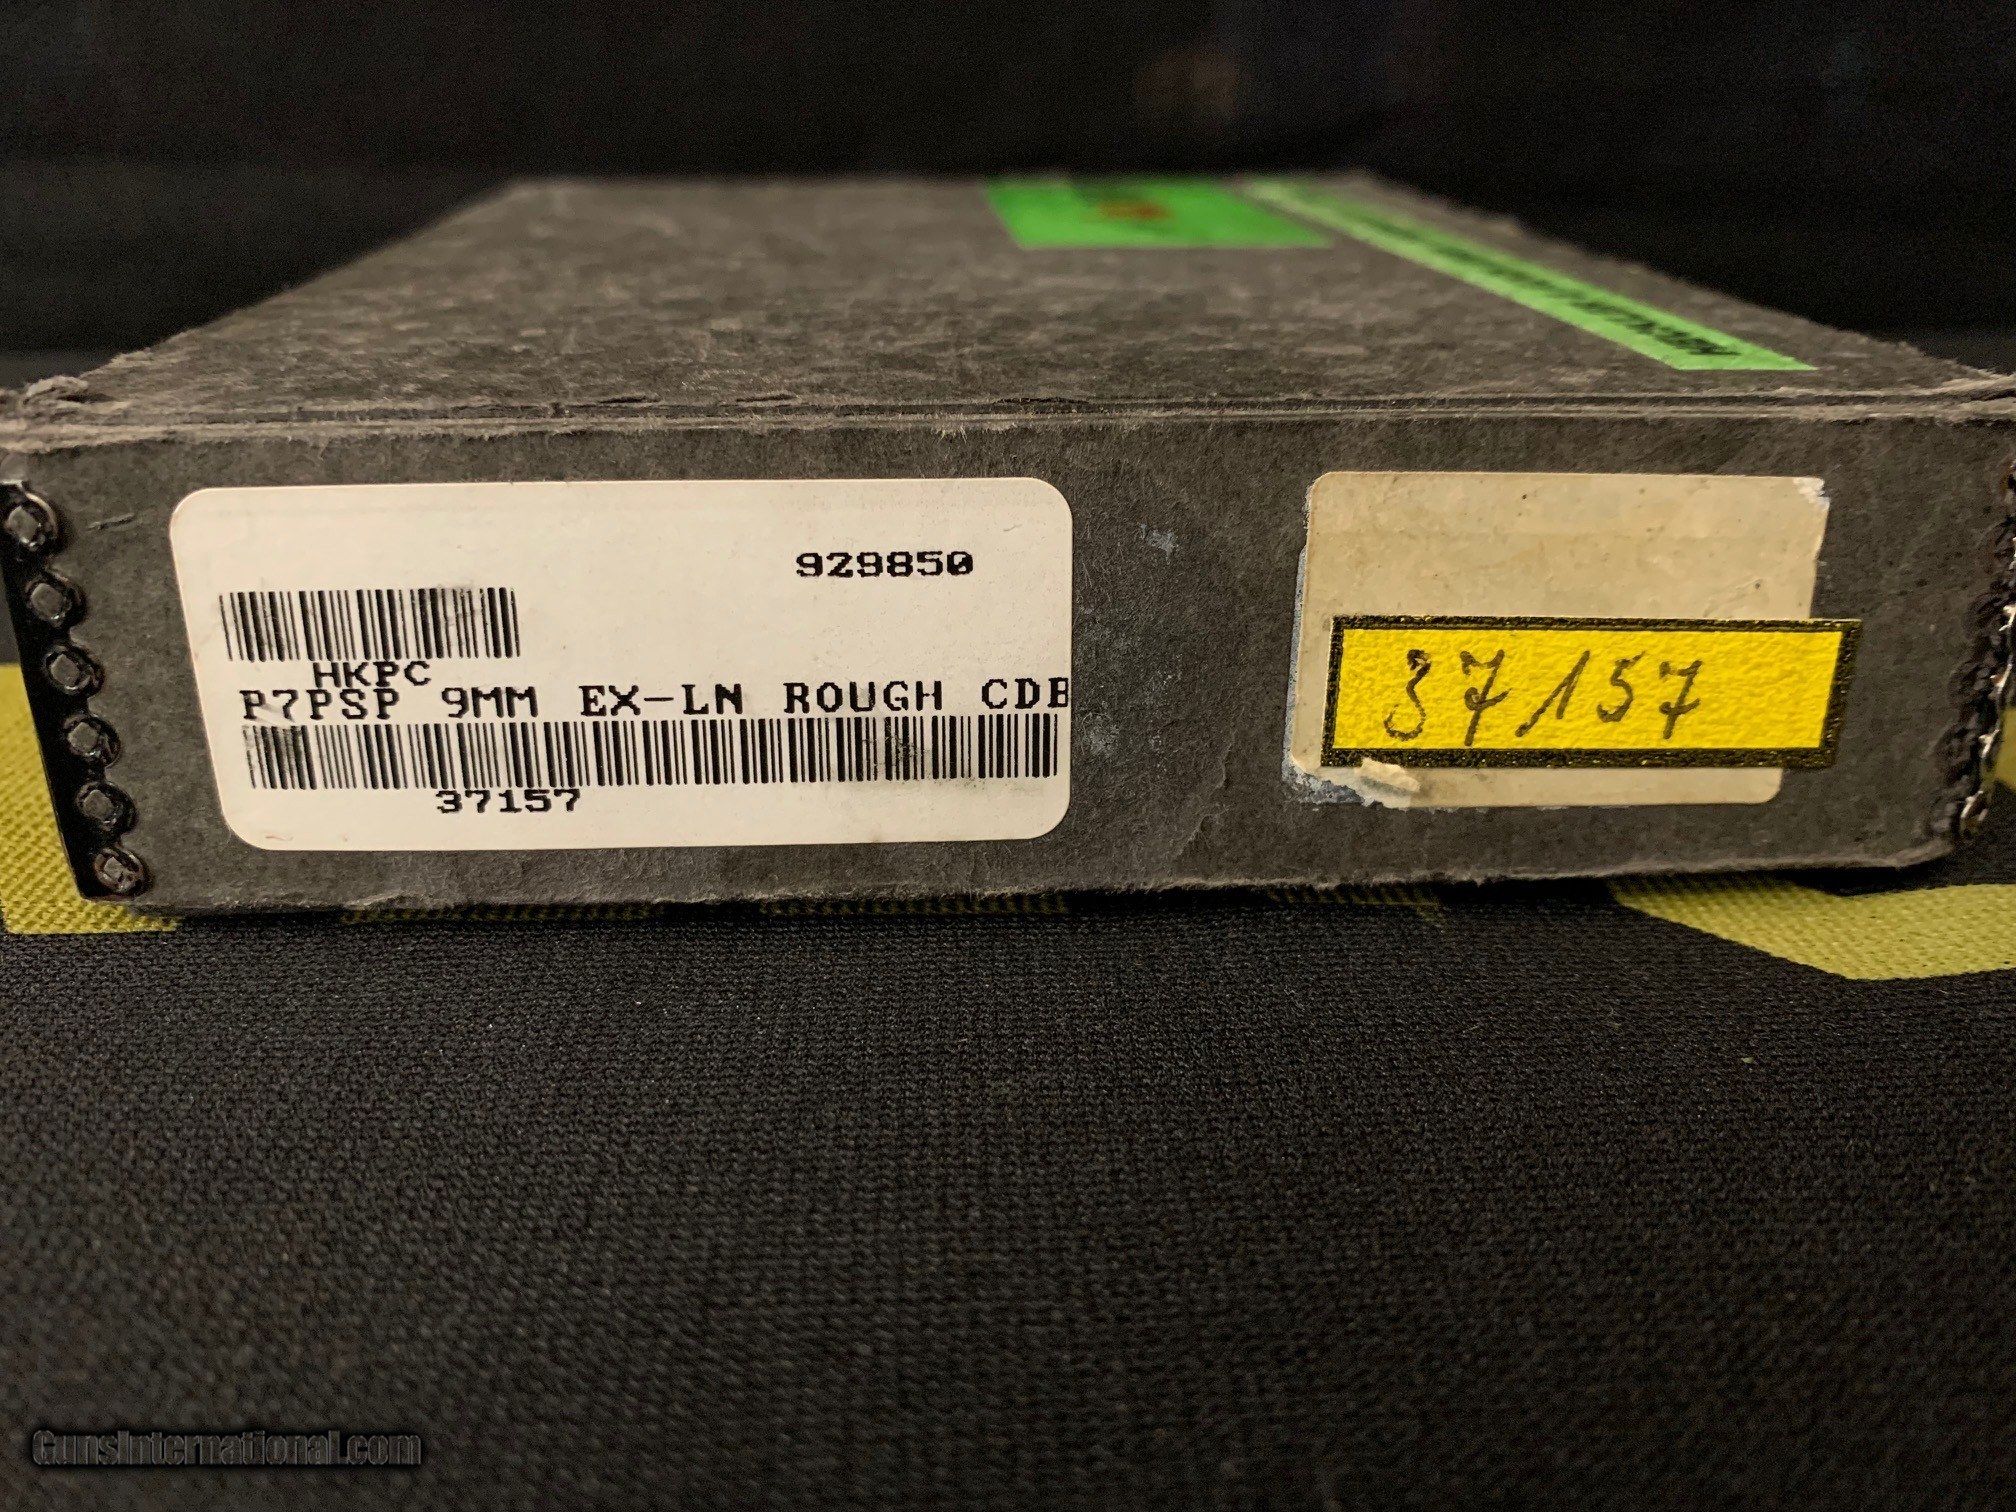 929850
HKPC
P7PSP 9MM EX-LN ROUGH CDB
37157
37157
GunsInternational.com